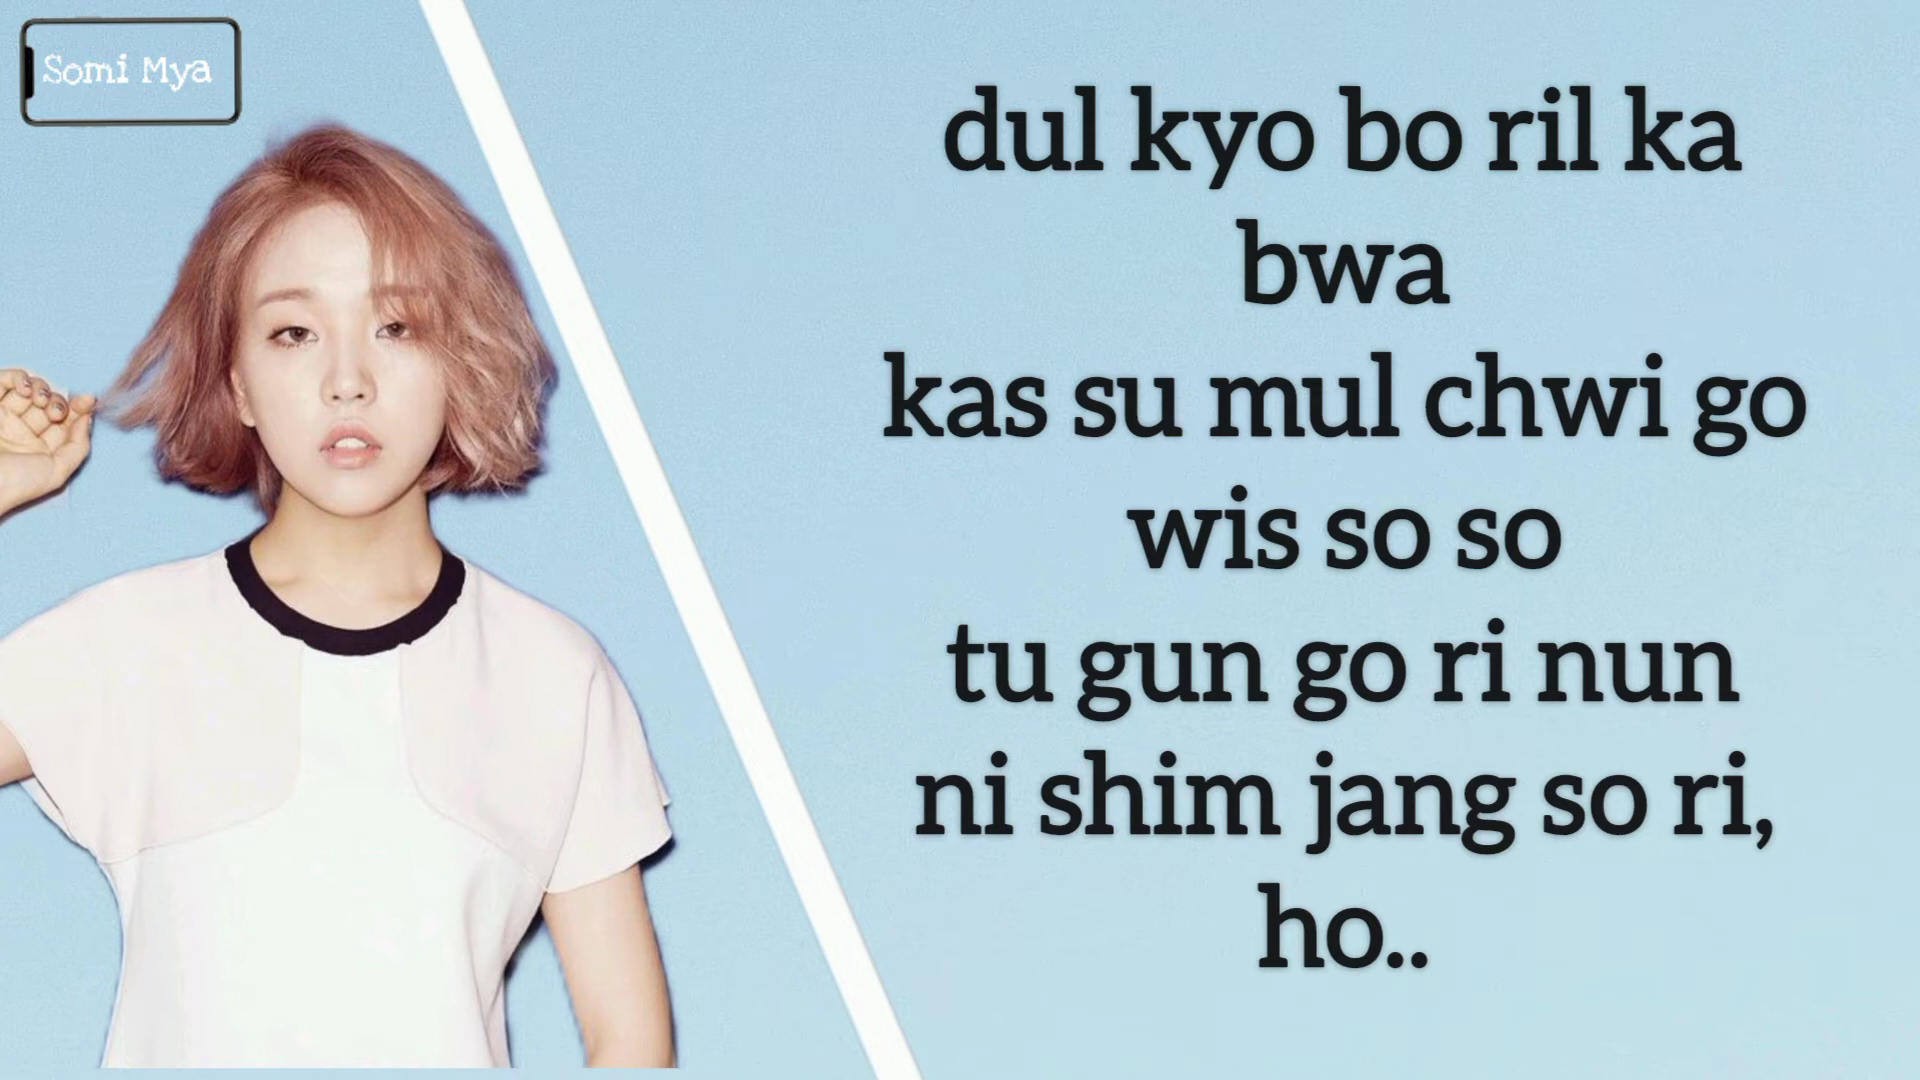 Somi Mya
dul kyo bo ril ka
bwa
kas su mul chwi go
wis so so
tu gun go ri nun
ni shim jang so ri,
ho..